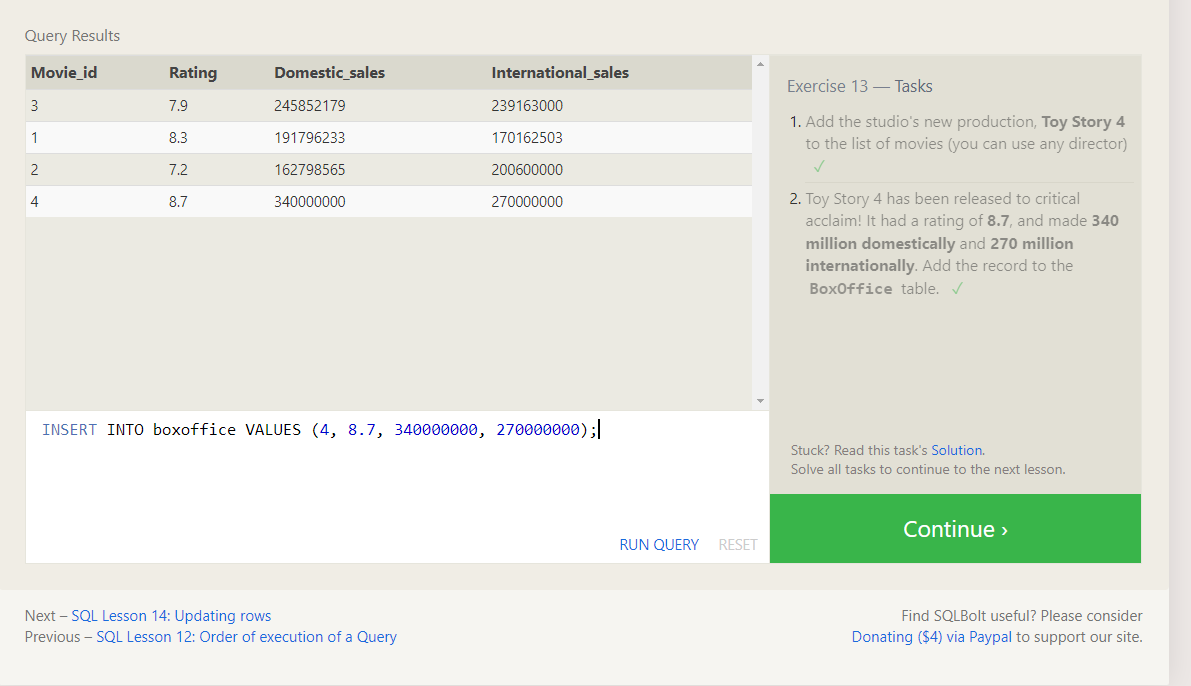 Query Results
Movie_id Rating Domestic_sales International_sales
3 7.9 245852179 239163000
1 8.3 191796233 170162503
2 7.2 162798565 200600000
4 8.7 340000000 270000000
INSERT INTO boxoffice VALUES (4, 8.7, 340000000, 270000000);
RUN QUERY RESET
Exercise 13 — Tasks
1. Add the studio's new production, Toy Story 4
to the list of movies (you can use any director)
✓
2. Toy Story 4 has been released to critical
acclaim! It had a rating of 8.7, and made 340
million domestically and 270 million
internationally. Add the record to the
BoxOffice table. ✓
Stuck? Read this task's Solution.
Solve all tasks to continue to the next lesson.
Continue ›
Next – SQL Lesson 14: Updating rows
Previous – SQL Lesson 12: Order of execution of a Query
Find SQLBolt useful? Please consider
Donating ($4) via Paypal to support our site.